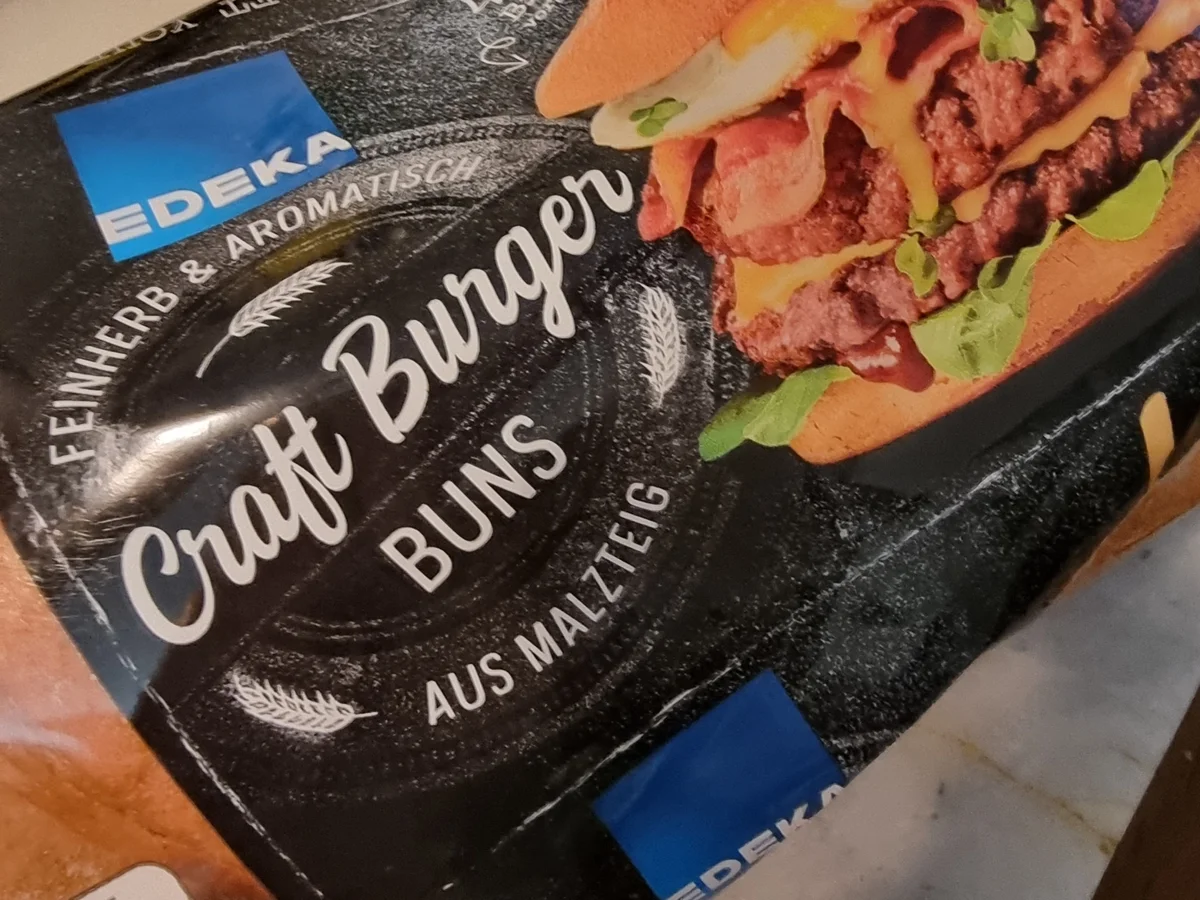 EDEKA
FEINHERB & AROMATISCH
Craft Burger
BUNS
AUS MALZTEIG
EDEKA